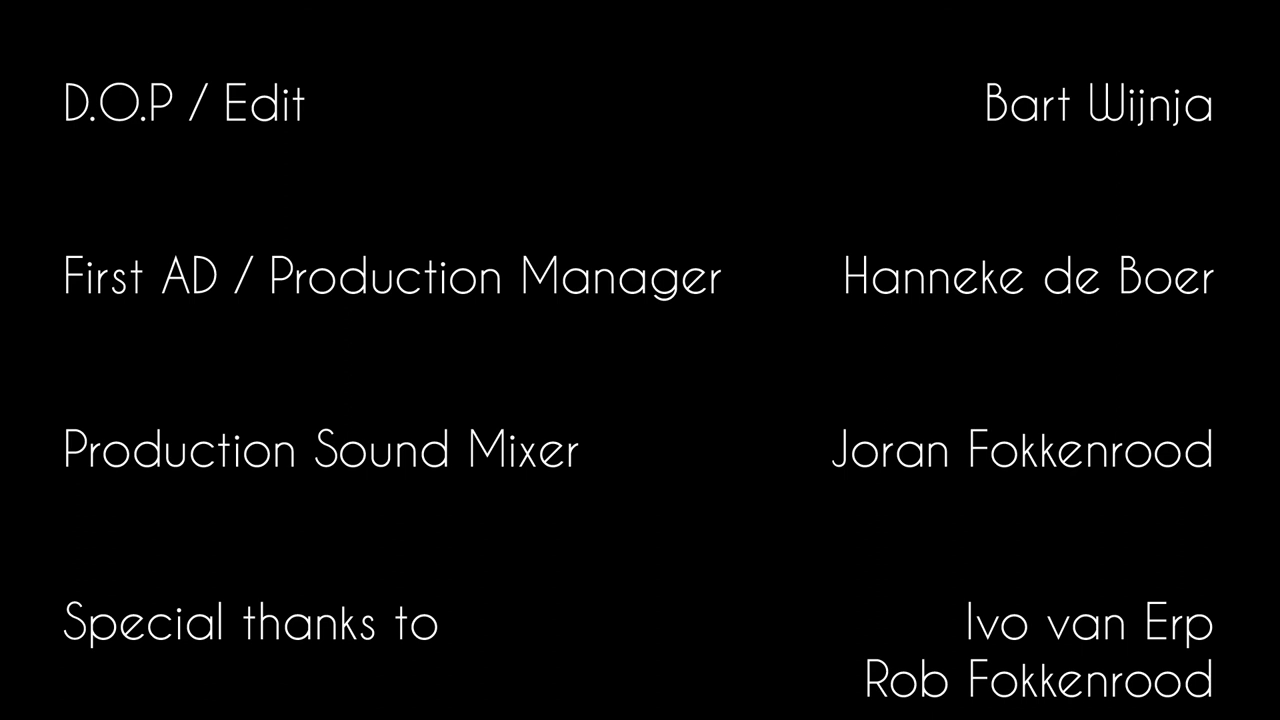 D.O.P / Edit Bart Wijnja
First AD / Production Manager Hanneke de Boer
Production Sound Mixer Joran Fokkenrood
Special thanks to Ivo van Erp
Rob Fokkenrood